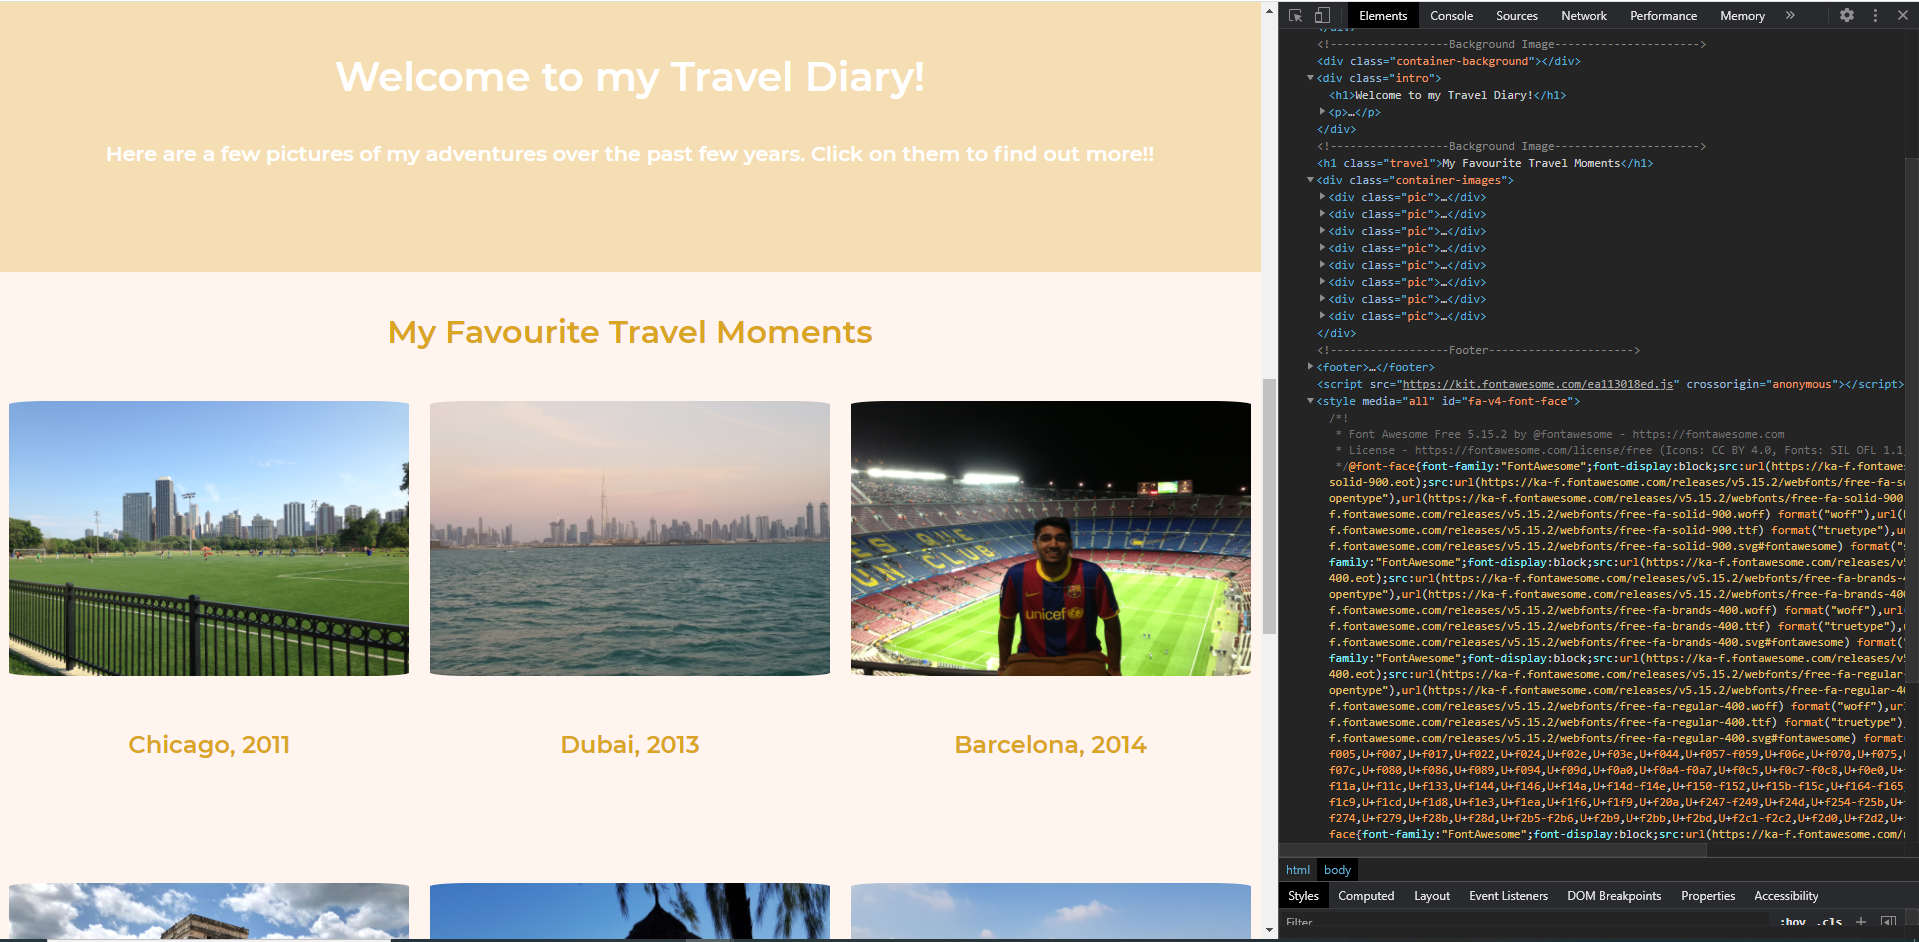 Welcome to my Travel Diary!
Here are a few pictures of my adventures over the past few years. Click on them to find out more!!
My Favourite Travel Moments
ES QUE
UN CLUB
unicef
Chicago, 2011
Dubai, 2013
Barcelona, 2014
Elements Console Sources Network Performance Memory »
</div>
<!------------------Background Image---------------------->
<div class="container-background"></div>
<div class="intro">
<h1>Welcome to my Travel Diary!</h1>
<p>…</p>
</div>
<!------------------Background Image---------------------->
<h1 class="travel">My Favourite Travel Moments</h1>
<div class="container-images">
<div class="pic">…</div>
<div class="pic">…</div>
<div class="pic">…</div>
<div class="pic">…</div>
<div class="pic">…</div>
<div class="pic">…</div>
<div class="pic">…</div>
<div class="pic">…</div>
</div>
<!------------------Footer---------------------->
<footer>…</footer>
<script src="https://kit.fontawesome.com/ea113018ed.js" crossorigin="anonymous"></script>
<style media="all" id="fa-v4-font-face">
/*!
* Font Awesome Free 5.15.2 by @fontawesome - https://fontawesome.com
* License - https://fontawesome.com/license/free (Icons: CC BY 4.0, Fonts: SIL OFL 1.1
*/@font-face{font-family:"FontAwesome";font-display:block;src:url(https://ka-f.fontawes
solid-900.eot);src:url(https://ka-f.fontawesome.com/releases/v5.15.2/webfonts/free-fa-s
opentype"),url(https://ka-f.fontawesome.com/releases/v5.15.2/webfonts/free-fa-solid-900
f.fontawesome.com/releases/v5.15.2/webfonts/free-fa-solid-900.woff) format("woff"),url(
f.fontawesome.com/releases/v5.15.2/webfonts/free-fa-solid-900.ttf) format("truetype"),u
f.fontawesome.com/releases/v5.15.2/webfonts/free-fa-solid-900.svg#fontawesome) format("s
family:"FontAwesome";font-display:block;src:url(https://ka-f.fontawesome.com/releases/v5
400.eot);src:url(https://ka-f.fontawesome.com/releases/v5.15.2/webfonts/free-fa-brands-4
opentype"),url(https://ka-f.fontawesome.com/releases/v5.15.2/webfonts/free-fa-brands-400
f.fontawesome.com/releases/v5.15.2/webfonts/free-fa-brands-400.woff) format("woff"),url
f.fontawesome.com/releases/v5.15.2/webfonts/free-fa-brands-400.ttf) format("truetype"),
f.fontawesome.com/releases/v5.15.2/webfonts/free-fa-brands-400.svg#fontawesome) format("
family:"FontAwesome";font-display:block;src:url(https://ka-f.fontawesome.com/releases/v5
400.eot);src:url(https://ka-f.fontawesome.com/releases/v5.15.2/webfonts/free-fa-regular-
opentype"),url(https://ka-f.fontawesome.com/releases/v5.15.2/webfonts/free-fa-regular-40
f.fontawesome.com/releases/v5.15.2/webfonts/free-fa-regular-400.woff) format("woff"),ur
f.fontawesome.com/releases/v5.15.2/webfonts/free-fa-regular-400.ttf) format("truetype")
f.fontawesome.com/releases/v5.15.2/webfonts/free-fa-regular-400.svg#fontawesome) format
f005,U+f007,U+f017,U+f022,U+f024,U+f02e,U+f03e,U+f044,U+f057-f059,U+f06e,U+f070,U+f075,
f07c,U+f080,U+f086,U+f089,U+f094,U+f09d,U+f0a0,U+f0a4-f0a7,U+f0c5,U+f0c7-f0c8,U+f0e0,U+
f11a,U+f11c,U+f133,U+f144,U+f146,U+f14a,U+f14d-f14e,U+f150-f152,U+f15b-f15c,U+f164-f165
f1c9,U+f1cd,U+f1d8,U+f1e3,U+f1ea,U+f1f6,U+f1f9,U+f20a,U+f247-f249,U+f24d,U+f254-f25b,U+
f274,U+f279,U+f28b,U+f28d,U+f2b5-f2b6,U+f2b9,U+f2bb,U+f2bd,U+f2c1-f2c2,U+f2d0,U+f2d2,U+
face{font-family:"FontAwesome";font-display:block;src:url(https://ka-f.fontawesome.com/r
html body
Styles Computed Layout Event Listeners DOM Breakpoints Properties Accessibility
Filter :hov .cls +